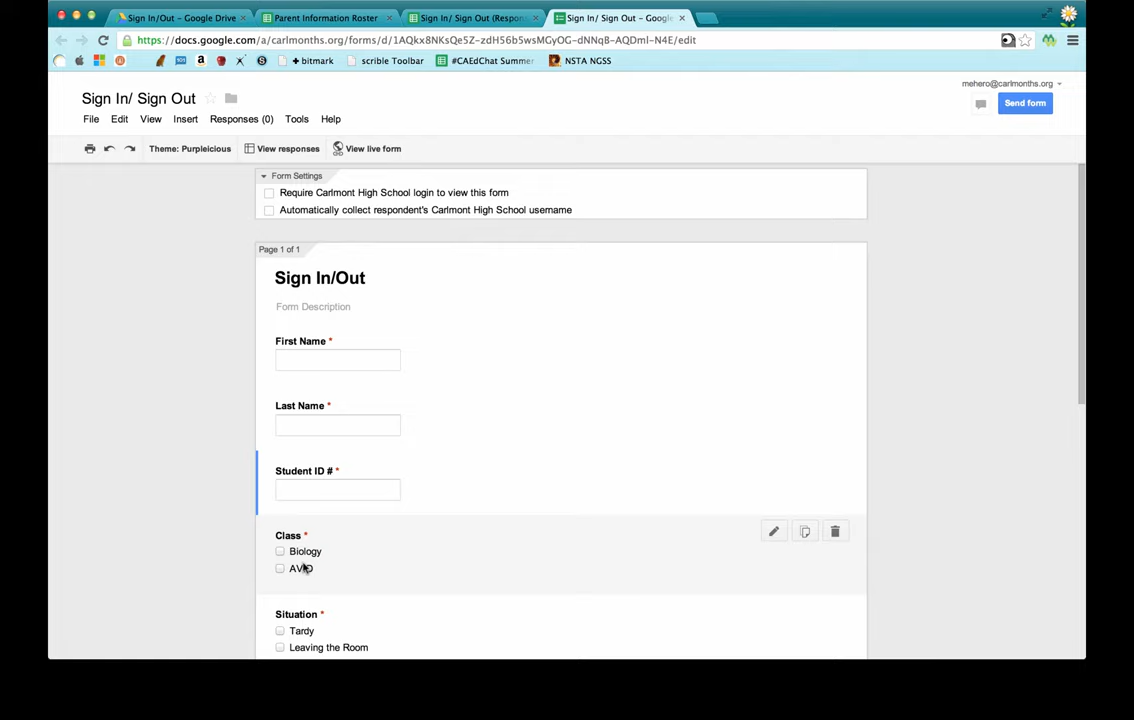 Sign In/Out – Google Drive
Parent Information Roster
Sign In/ Sign Out (Respon
Sign In/ Sign Out - Google
https://docs.google.com/a/carlmonths.org/forms/d/1AQkx8NKsQe5Z-zdH56b5wsMGyOG-dNNqB-AQDmI-N4E/edit
bitmark
scrible Toolbar
#CAEdChat Summer
NSTA NGSS
mehero@carlmonths.org
Sign In/ Sign Out
Send form
File Edit View Insert Responses (0) Tools Help
Theme: Purpleicious View responses View live form
Form Settings
Require Carlmont High School login to view this form
Automatically collect respondent's Carlmont High School username
Page 1 of 1
Sign In/Out
Form Description
First Name *
Last Name *
Student ID # *
Class *
Biology
Situation *
Tardy
Leaving the Room